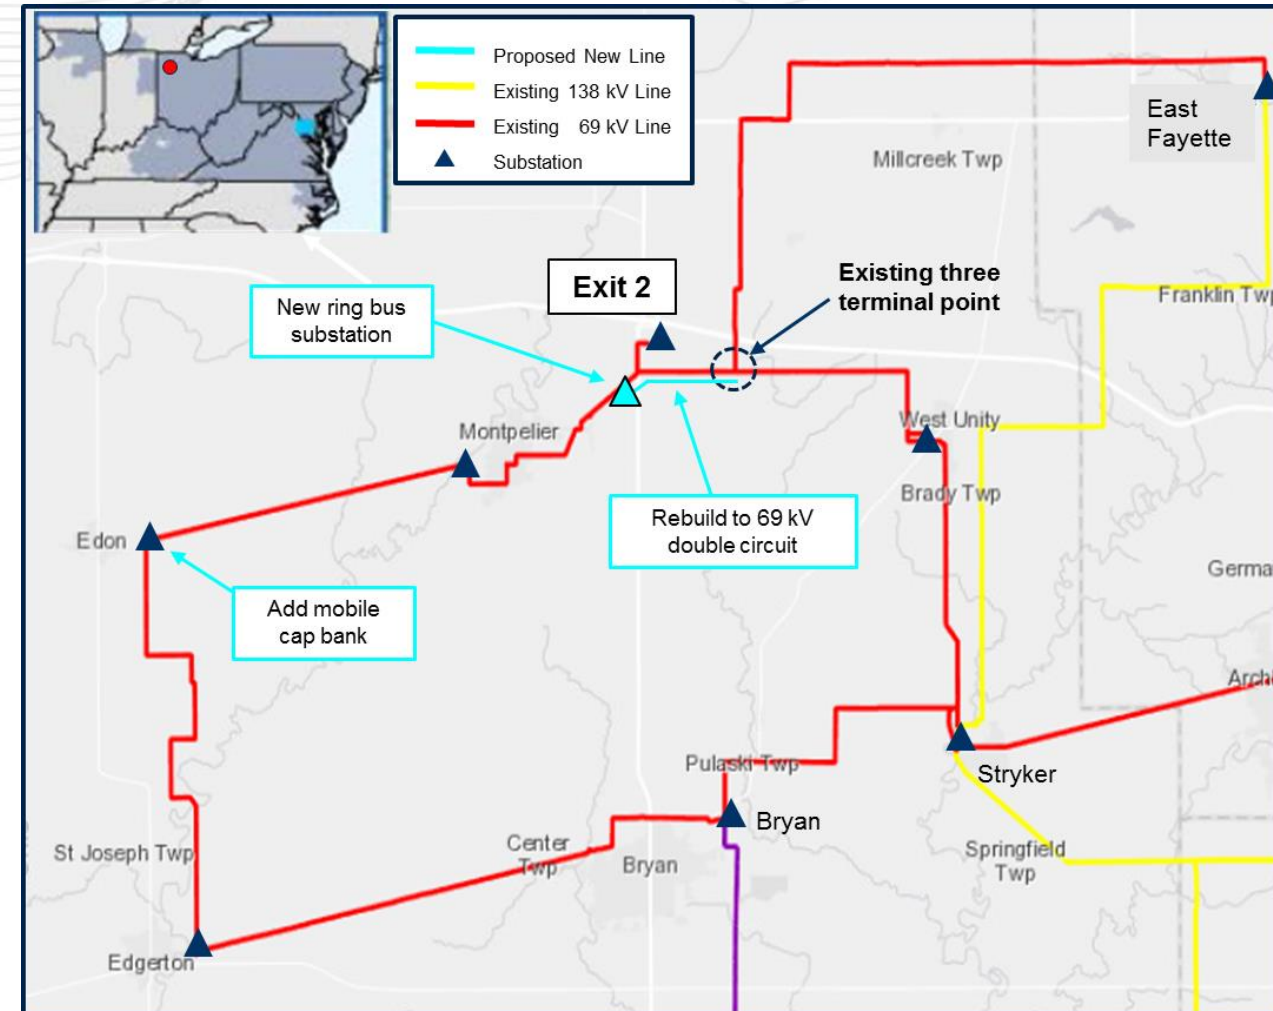 Proposed New Line
Existing 138 kV Line
Existing 69 kV Line
Substation
East
Fayette
Millcreek Twp
Existing three
terminal point
Exit 2
Franklin Twp
New ring bus
substation
West Unity
Montpelier
Brady Twp
Rebuild to 69 kV
double circuit
Edon
Germa
Add mobile
cap bank
Arch
Pulaski Twp
Stryker
Bryan
Center
Twp
Bryan
Springfield
Twp
St Joseph Twp
Edgerton